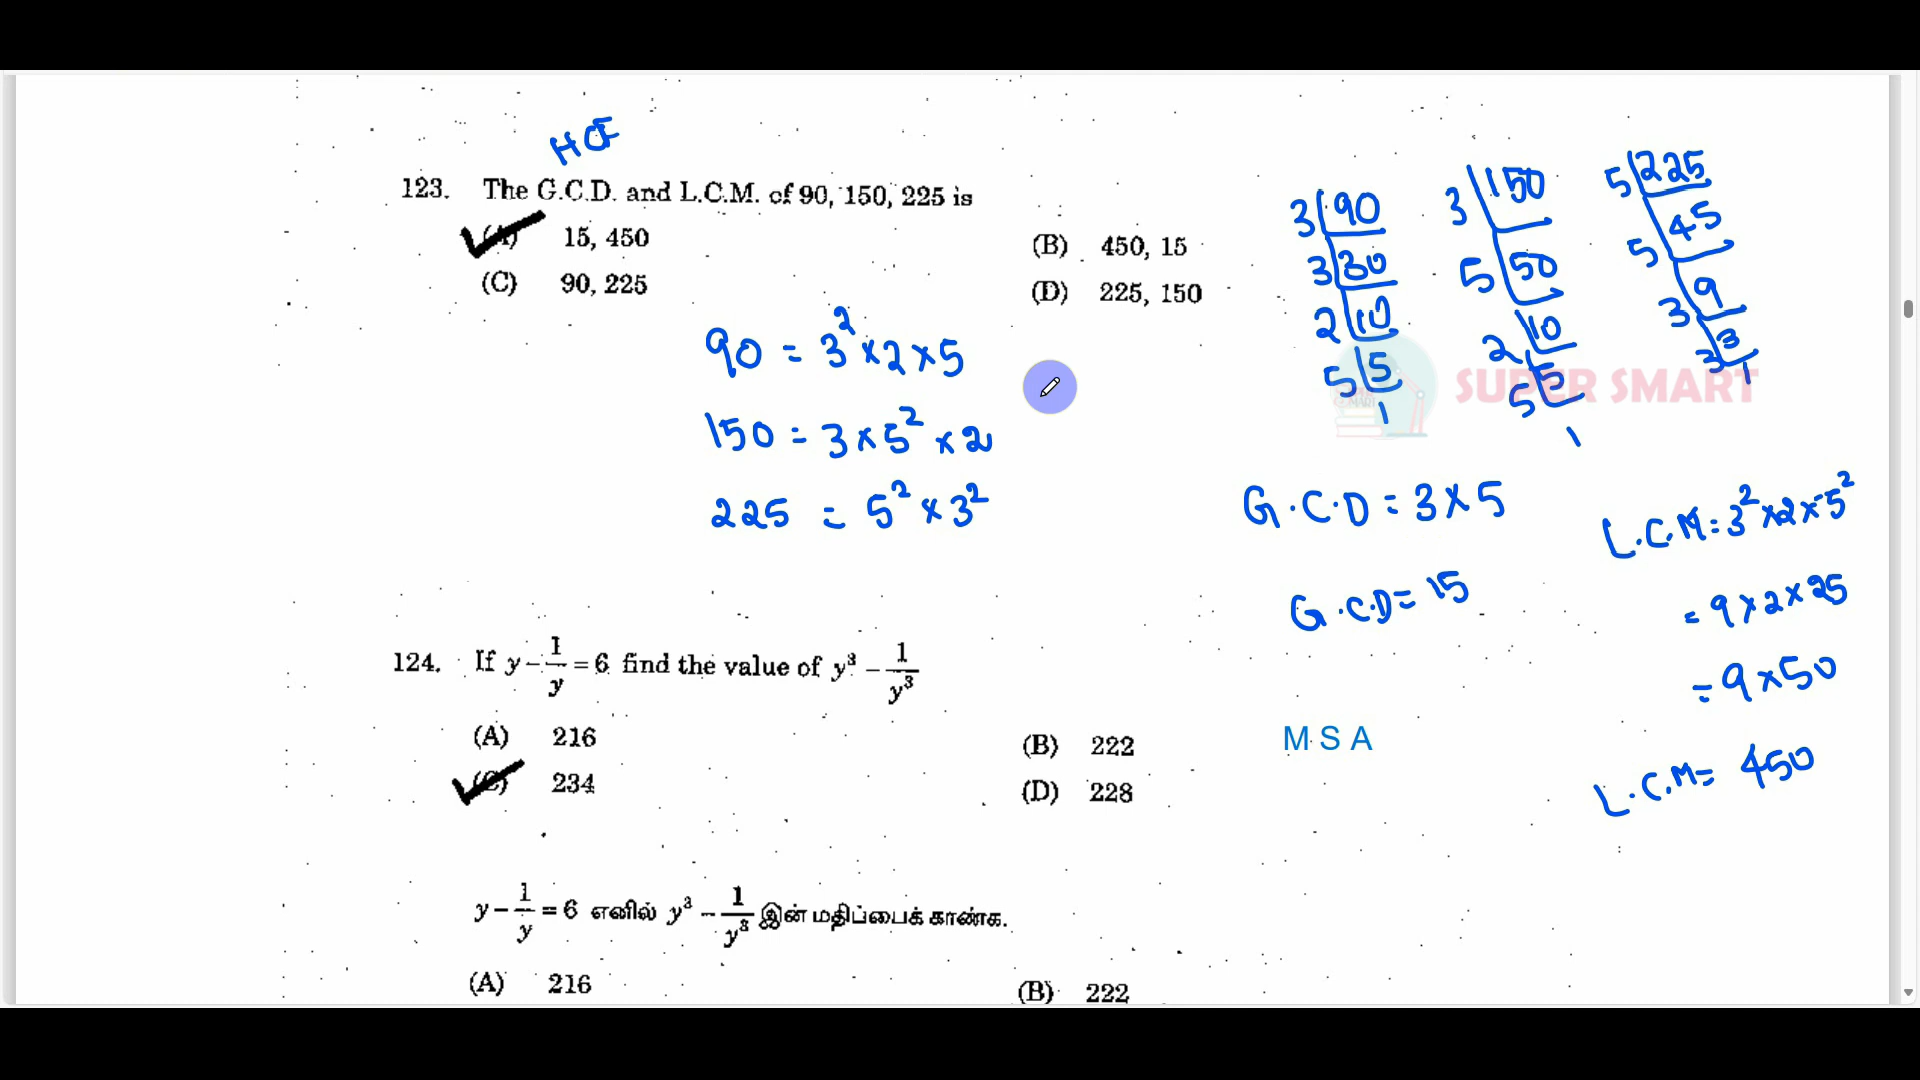 HCF
123. The G.C.D. and L.C.M. of 90, 150, 225 is
(A) 15, 450
(B) 450, 15
(C) 90, 225
(D) 225, 150
90 = 3² × 2 × 5
150 = 3 × 5² × 2
225 = 5² × 3²
3 90
3 30
2 10
5 5
1
3 150
5 50
2 10
5 5
1
5 225
5 45
3 9
3 3
1
SUPER SMART
G.C.D = 3 × 5
G.C.D = 15
L.C.M = 3² × 2 × 5²
= 9 × 2 × 25
= 9 × 50
L.C.M = 450
124. If y − 1/y = 6 find the value of y³ − 1/y³
(A) 216
(B) 222
(C) 234
(D) 228
M S A
y − 1/y = 6 எனில் y³ − 1/y³ இன் மதிப்பைக் காண்க.
(A) 216
(B) 222